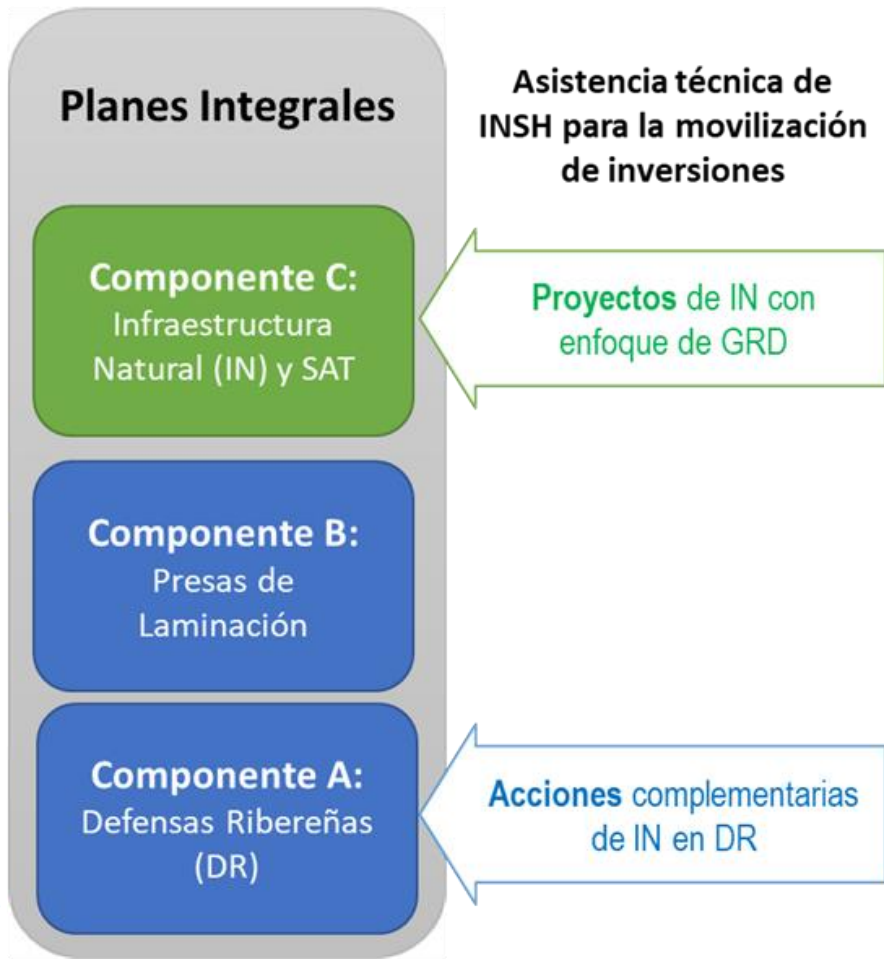 Planes Integrales
Asistencia técnica de
INSH para la movilización
de inversiones
Componente C:
Infraestructura
Natural (IN) y SAT
Proyectos de IN con
enfoque de GRD
Componente B:
Presas de
Laminación
Componente A:
Defensas Ribereñas
(DR)
Acciones complementarias
de IN en DR